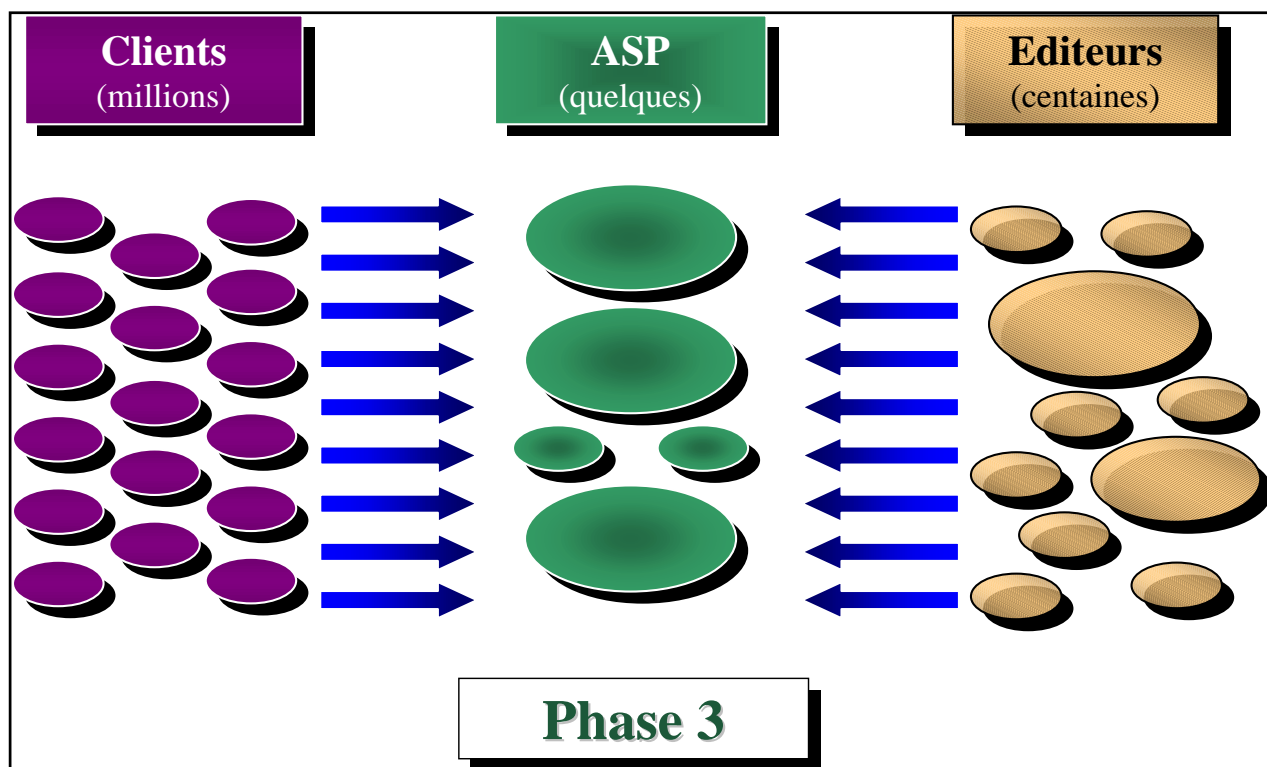 Clients
(millions)
ASP
(quelques)
Editeurs
(centaines)
Phase 3